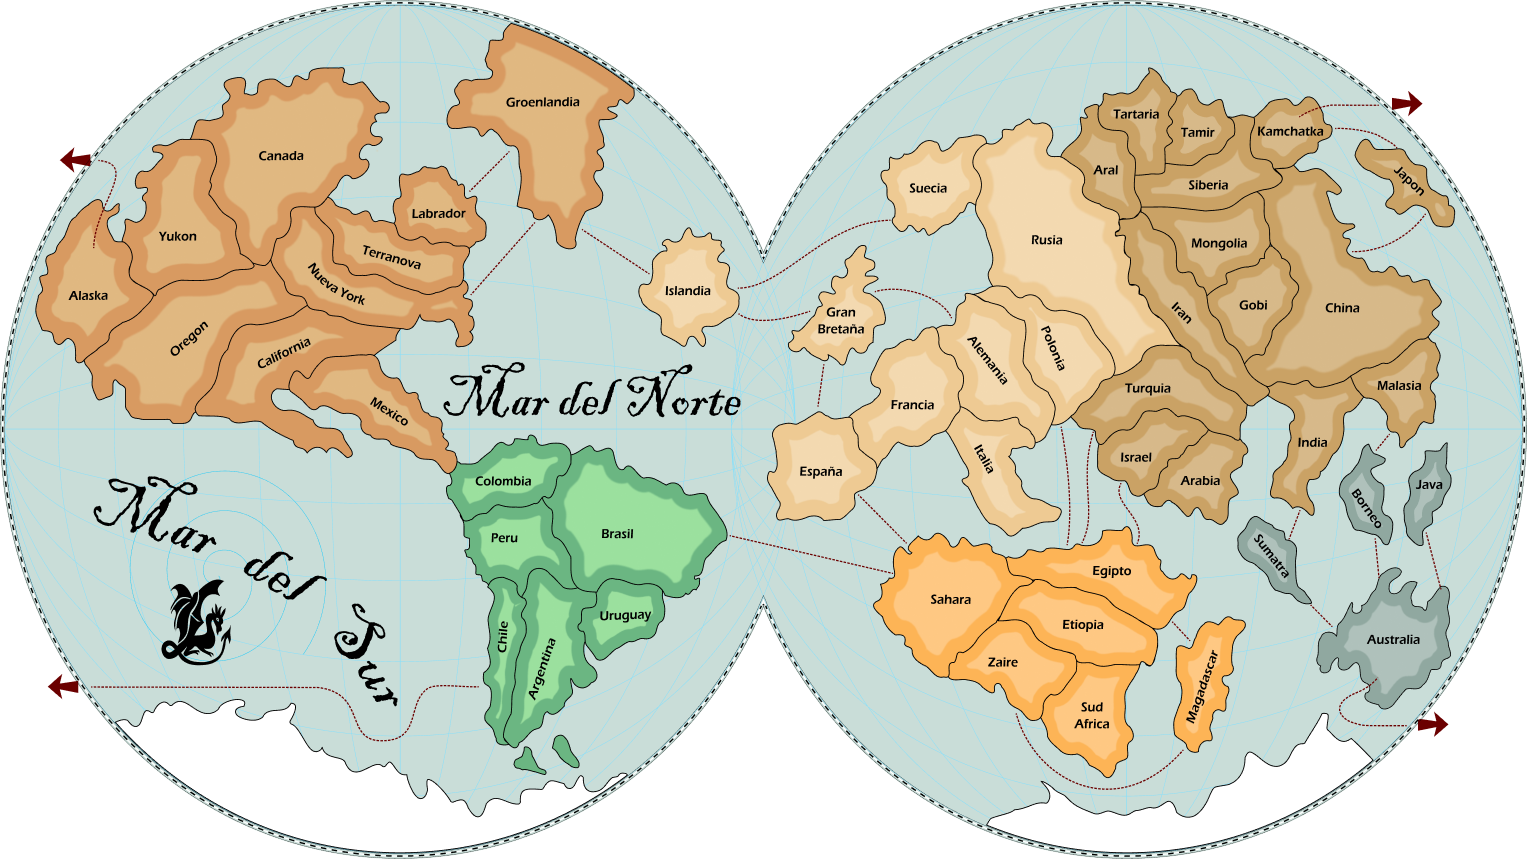 Groenlandia
Canada
Labrador
Yukon
Terranova
Nueva York
Alaska
Oregon
California
Mexico
Islandia
Mar del Norte
Mar del Sur
Colombia
Peru
Brasil
Chile
Argentina
Uruguay
Suecia
Rusia
Gran
Bretaña
Alemania
Polonia
Francia
España
Italia
Tartaria
Tamir
Kamchatka
Aral
Siberia
Japon
Mongolia
Iran
Gobi
China
Turquia
Malasia
Israel
Arabia
India
Borneo
Java
Sumatra
Australia
Sahara
Egipto
Etiopia
Zaire
Sud
Africa
Magadascar